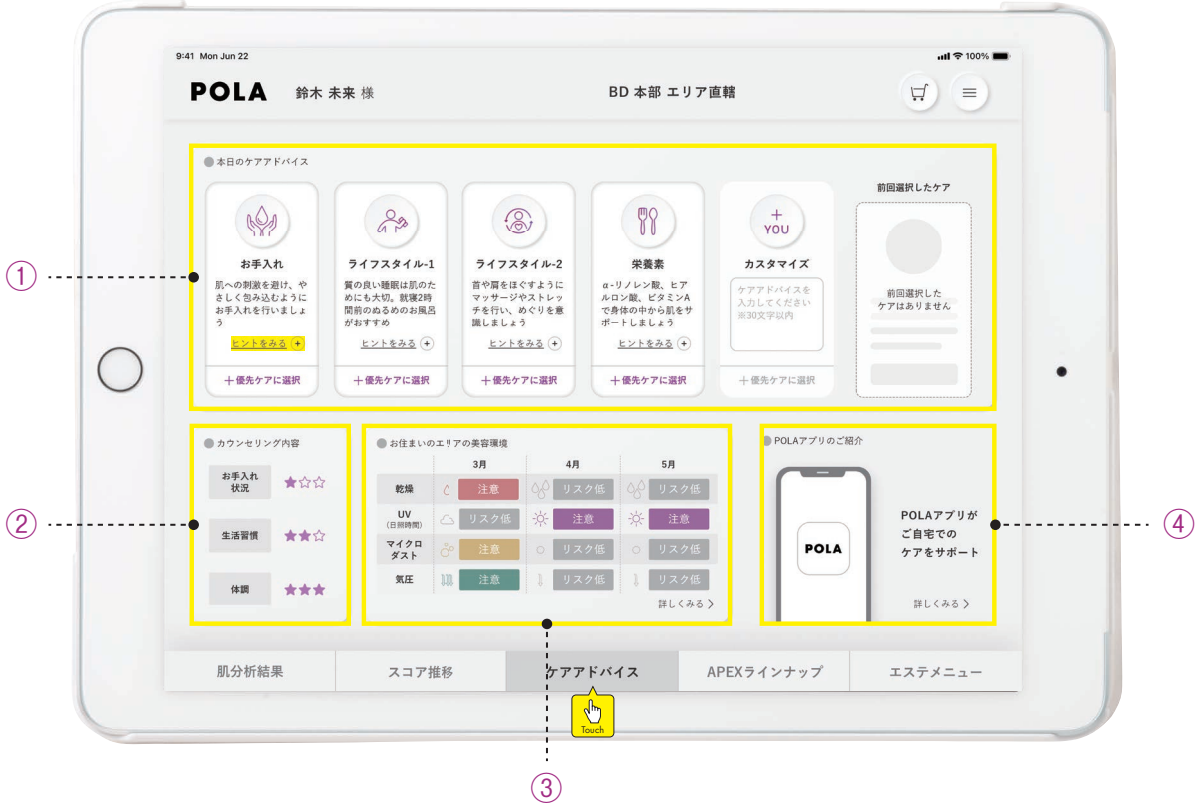 9:41 Mon Jun 22
100%
POLA
鈴木 未来 様
BD 本部 エリア直轄
本日のケアアドバイス
お手入れ
肌への刺激を避け、や
さしく包み込むように
お手入れを行いましょ
う
ヒントをみる
+
+優先ケアに選択
ライフスタイル-1
質の良い睡眠は肌のた
めにも大切。就寝2時
間前のぬるめのお風呂
がおすすめ
ヒントをみる
+
+優先ケアに選択
ライフスタイル-2
首や肩をほぐすように
マッサージやストレッ
チを行い、めぐりを意
識しましょう
ヒントをみる
+
+優先ケアに選択
栄養素
α-リノレン酸、ヒア
ルロン酸、ビタミンA
で身体の中から肌をサ
ポートしましょう
ヒントをみる
+
+優先ケアに選択
+
YOU
カスタマイズ
ケアアドバイスを
入力してください
※30文字以内
+優先ケアに選択
前回選択したケア
前回選択した
ケアはありません
①
カウンセリング内容
お手入れ
状況
★☆☆
生活習慣
★★☆
体調
★★★
②
お住まいのエリアの美容環境
3月 4月 5月
乾燥 注意 リスク低 リスク低
UV
(日照時間)
リスク低 注意 注意
マイクロ
ダスト
注意 リスク低 リスク低
気圧 注意 リスク低 リスク低
詳しくみる >
POLAアプリのご紹介
POLA
POLAアプリが
ご自宅での
ケアをサポート
詳しくみる >
④
肌分析結果
スコア推移
ケアアドバイス
APEXラインナップ
エステメニュー
Touch
③